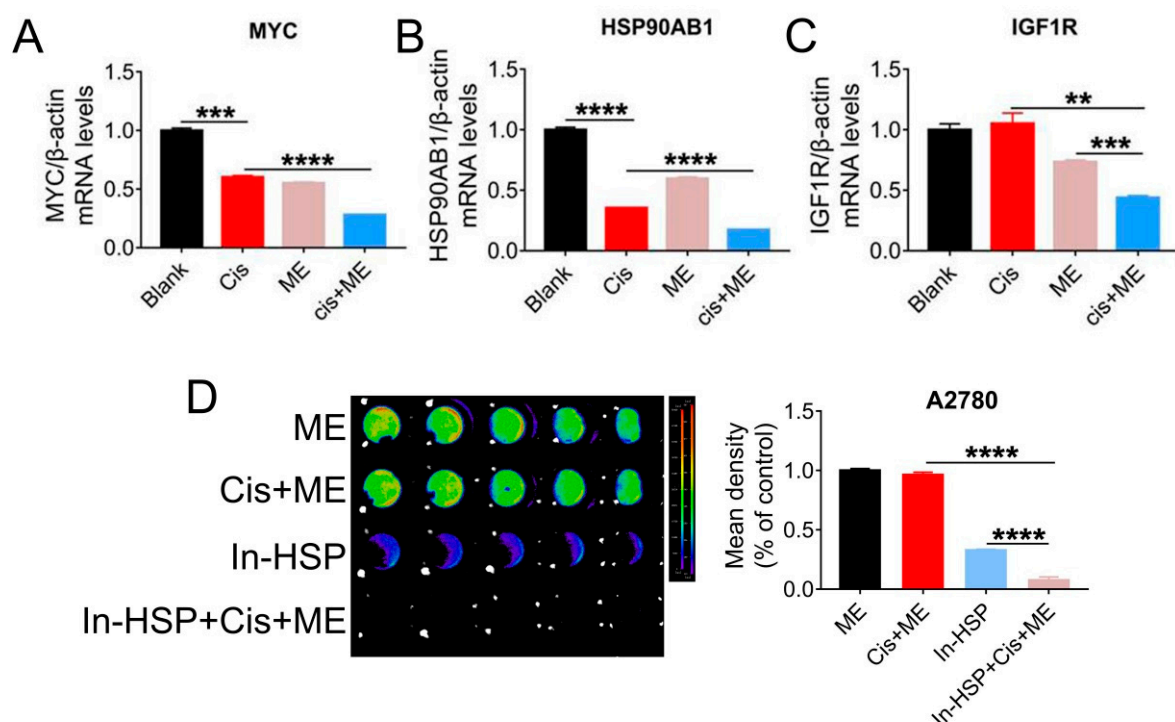 A
MYC
MYC/β-actin
mRNA levels
1.5
1.0
0.5
0.0
***
****
Blank
Cis
ME
cis+ME
B
HSP90AB1
HSP90AB1/β-actin
mRNA levels
1.5
1.0
0.5
0.0
****
****
Blank
Cis
ME
cis+ME
C
IGF1R
IGF1R/β-actin
mRNA levels
1.5
1.0
0.5
0.0
**
***
Blank
Cis
ME
cis+ME
D
ME
Cis+ME
In-HSP
In-HSP+Cis+ME
A2780
Mean density
(% of control)
1.5
1.0
0.5
0.0
****
****
ME
Cis+ME
In-HSP
In-HSP+Cis+ME